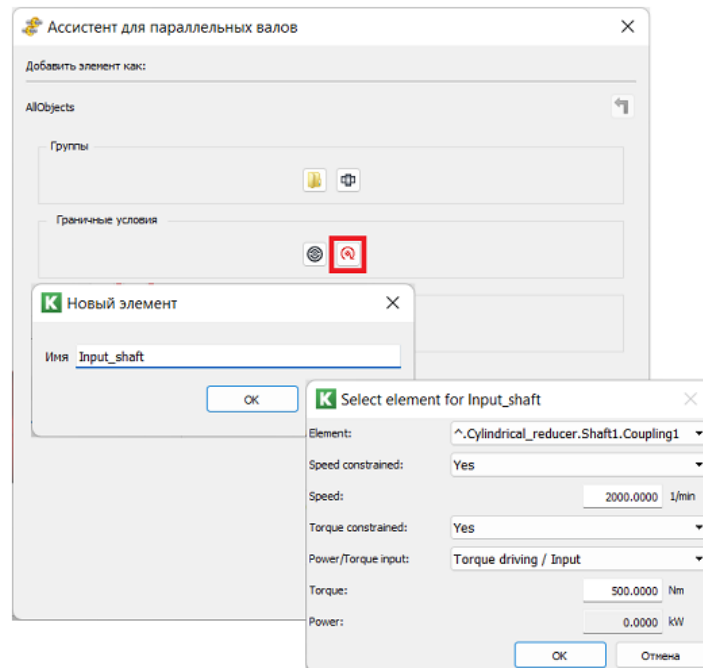 Ассистент для параллельных валов
Добавить элемент как:
AllObjects
Группы
Граничные условия
Новый элемент
Имя Input_shaft
ОК
Select element for Input_shaft
Element: ^.Cylindrical_reducer.Shaft1.Coupling1
Speed constrained: Yes
Speed: 2000.0000 1/min
Torque constrained: Yes
Power/Torque input: Torque driving / Input
Torque: 500.0000 Nm
Power: 0.0000 kW
ОК Отмена